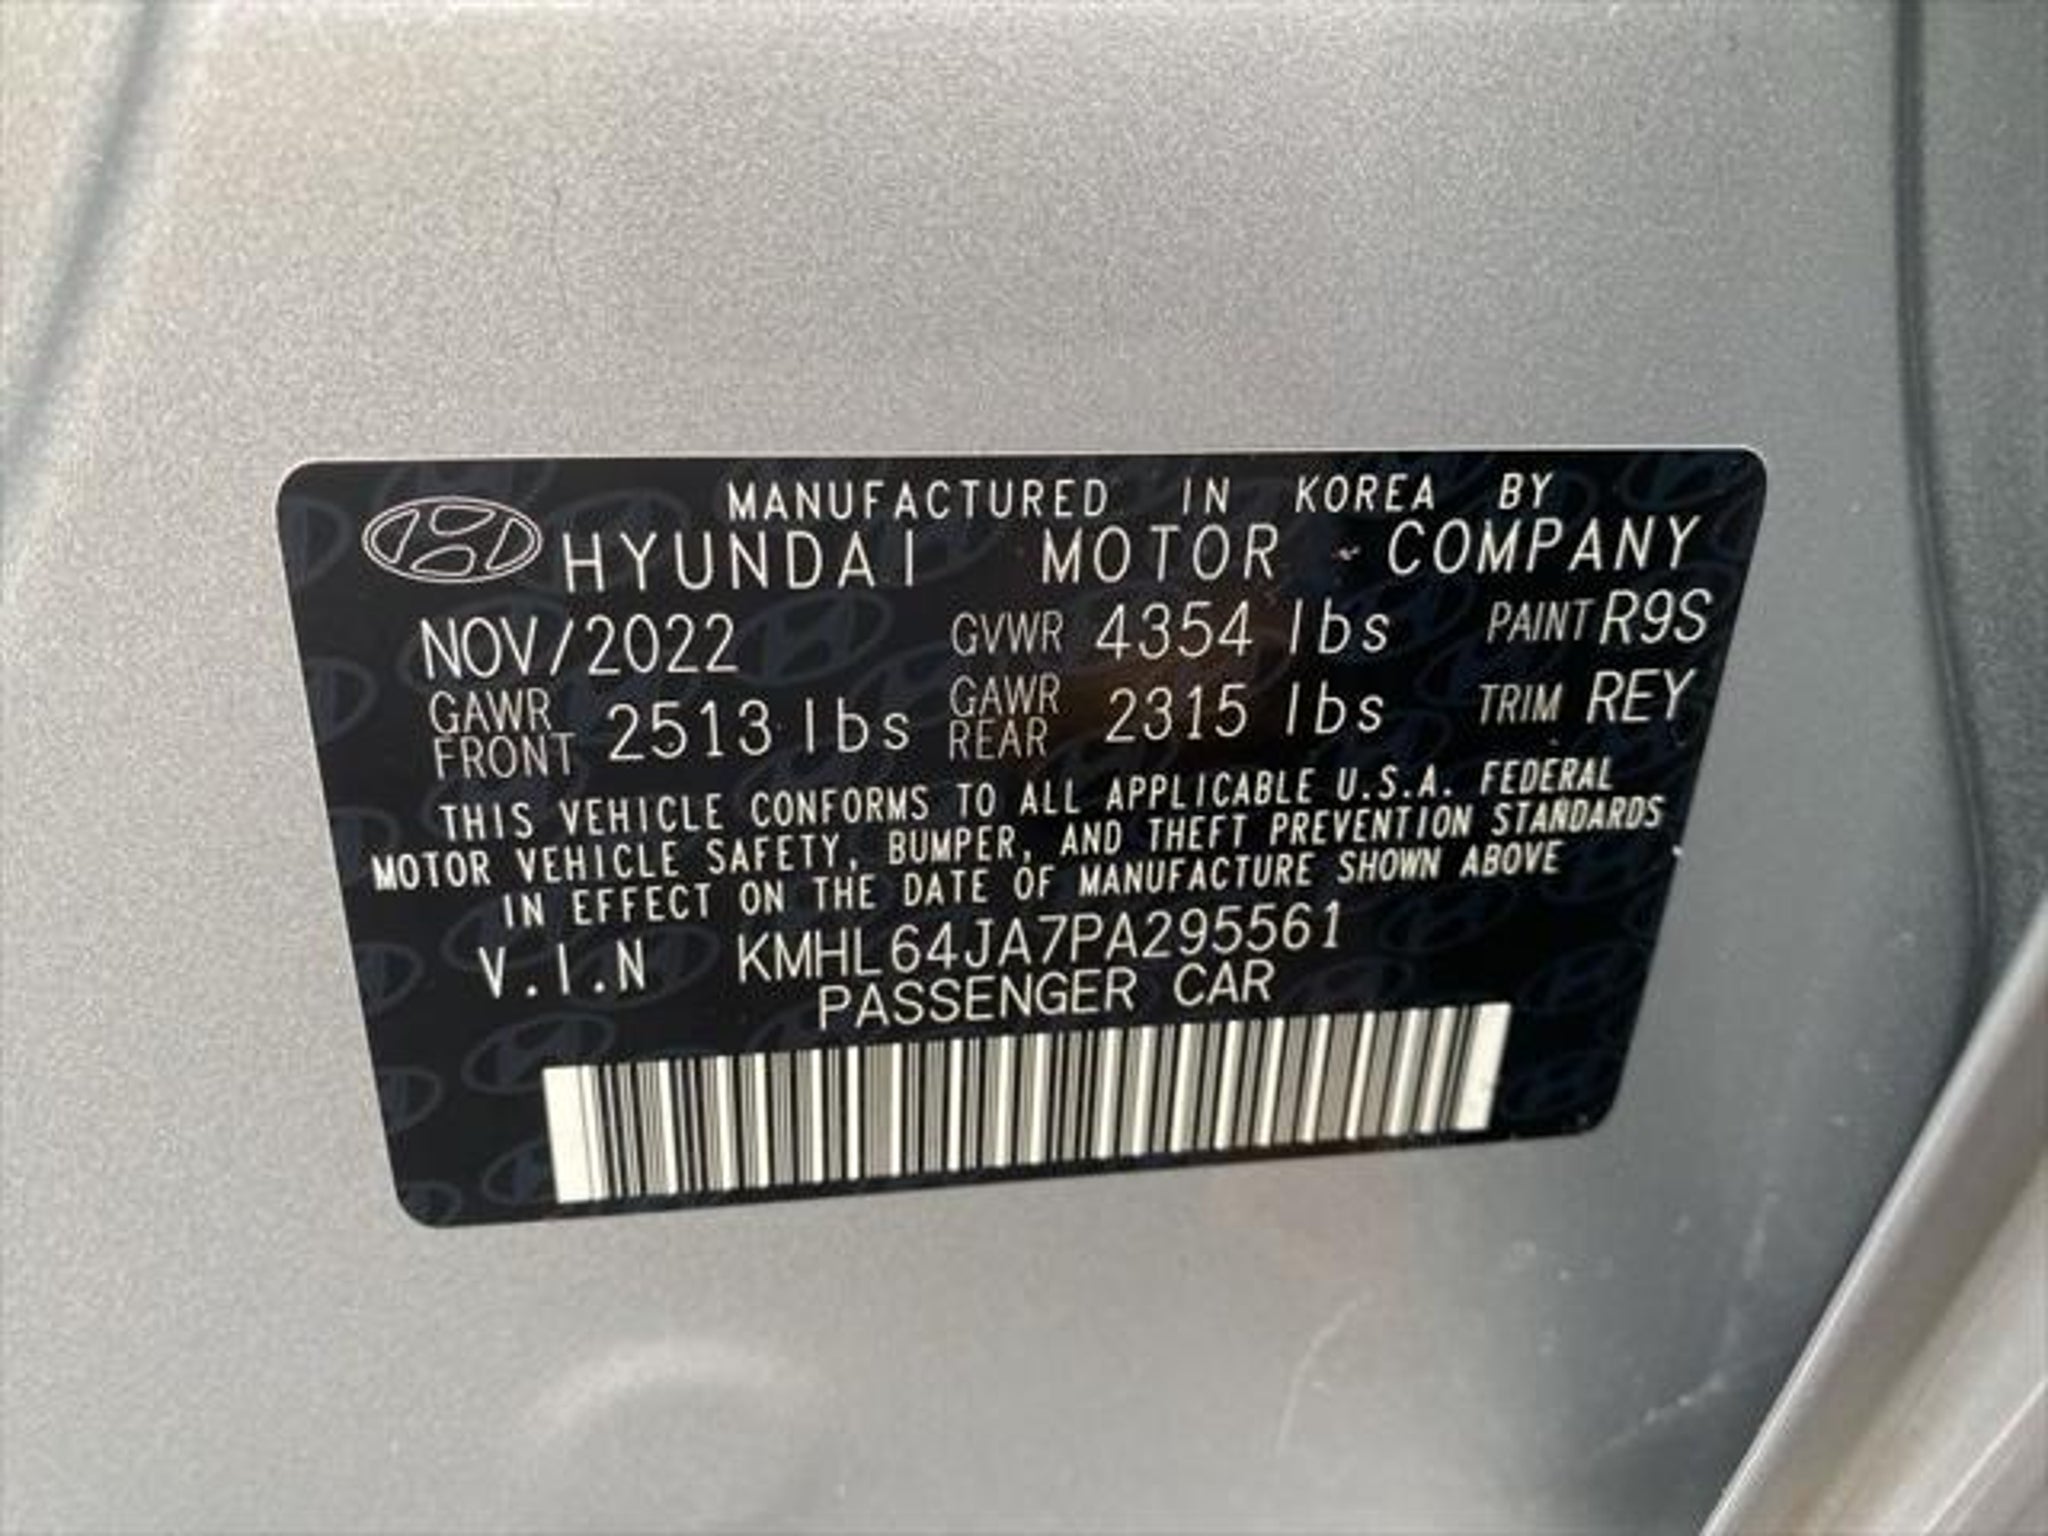 MANUFACTURED IN KOREA BY
HYUNDAI MOTOR COMPANY
NOV/2022 GVWR 4354 lbs PAINT R9S
GAWR FRONT 2513 lbs GAWR REAR 2315 lbs TRIM REY
THIS VEHICLE CONFORMS TO ALL APPLICABLE U.S.A. FEDERAL
MOTOR VEHICLE SAFETY, BUMPER, AND THEFT PREVENTION STANDARDS
IN EFFECT ON THE DATE OF MANUFACTURE SHOWN ABOVE
V.I.N KMHL64JA7PA295561
PASSENGER CAR